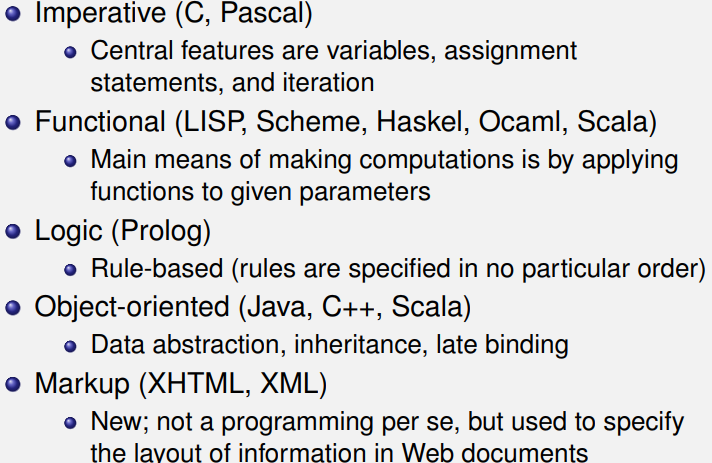 Imperative (C, Pascal)
Central features are variables, assignment
statements, and iteration
Functional (LISP, Scheme, Haskel, Ocaml, Scala)
Main means of making computations is by applying
functions to given parameters
Logic (Prolog)
Rule-based (rules are specified in no particular order)
Object-oriented (Java, C++, Scala)
Data abstraction, inheritance, late binding
Markup (XHTML, XML)
New; not a programming per se, but used to specify
the layout of information in Web documents